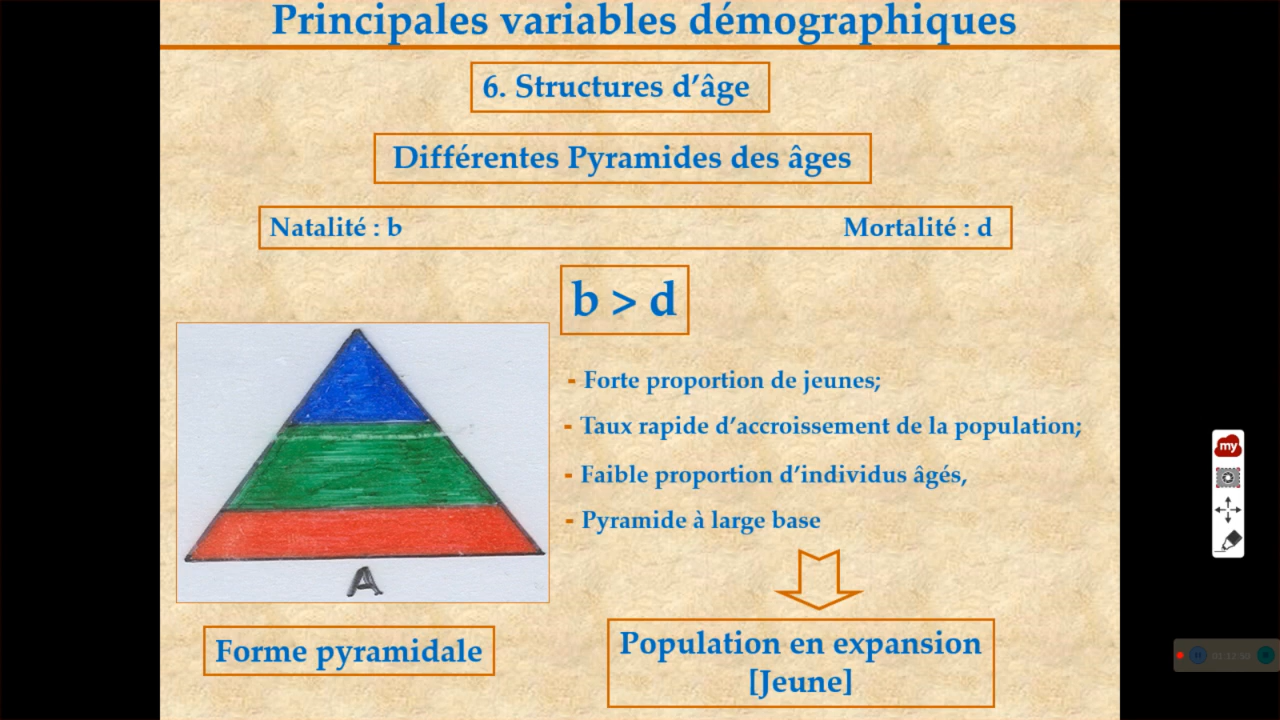 Principales variables démographiques
6. Structures d’âge
Différentes Pyramides des âges
Natalité : b Mortalité : d
b > d
- Forte proportion de jeunes;
- Taux rapide d’accroissement de la population;
- Faible proportion d’individus âgés,
- Pyramide à large base
A
Forme pyramidale
Population en expansion
[Jeune]
my